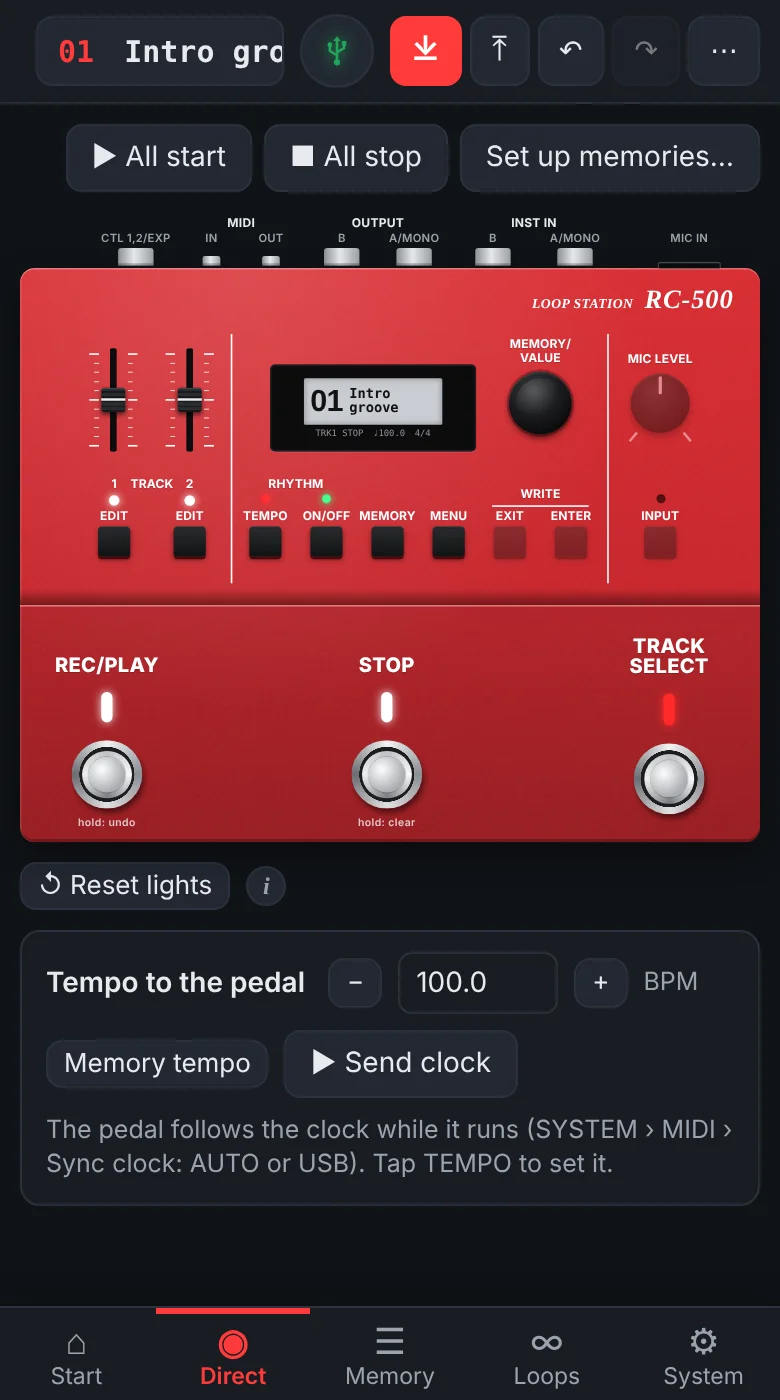 01 Intro gro
All start
All stop
Set up memories...
MIDI OUTPUT INST IN
CTL 1,2/EXP IN OUT B A/MONO B A/MONO MIC IN
LOOP STATION RC-500
MEMORY/
VALUE
MIC LEVEL
01 Intro
groove
TRK1 STOP ♩100.0 4/4
1 TRACK 2
RHYTHM
WRITE
EDIT EDIT TEMPO ON/OFF MEMORY MENU EXIT ENTER INPUT
REC/PLAY
STOP
TRACK
SELECT
hold: undo
hold: clear
Reset lights i
Tempo to the pedal − 100.0 + BPM
Memory tempo
Send clock
The pedal follows the clock while it runs (SYSTEM › MIDI ›
Sync clock: AUTO or USB). Tap TEMPO to set it.
Start
Direct
Memory
Loops
System